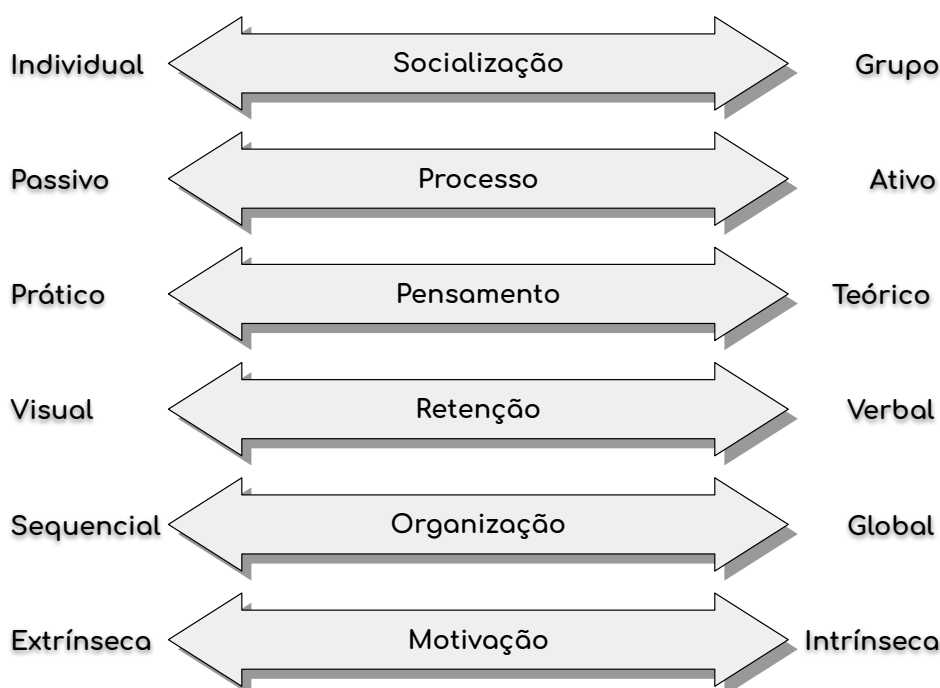 Individual Socialização Grupo
Passivo Processo Ativo
Prático Pensamento Teórico
Visual Retenção Verbal
Sequencial Organização Global
Extrínseca Motivação Intrínseca